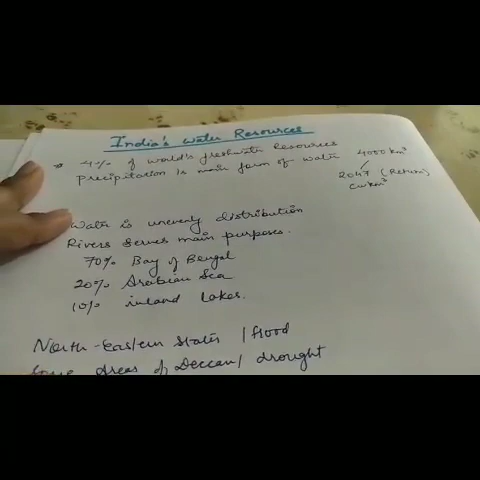 India's Water Resources
4% of world's freshwater Resources
Precipitation is main form of water 4000 km³
2047 (Return)
Water is unevenly distribution
Rivers serves main purposes.
70% Bay of Bengal
20% Arabian Sea
10% inland Lakes.
North-Eastern States / flood
areas of Deccan / drought